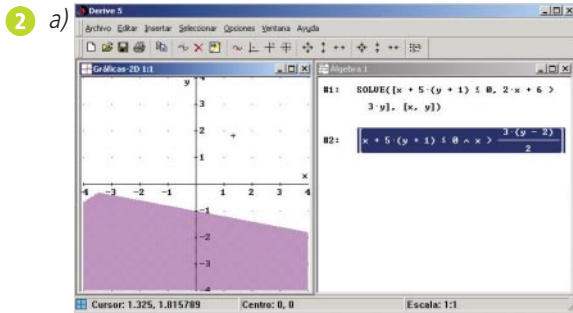 2 a)
Derive 5
Archivo Editar Insertar Seleccionar Opciones Ventana Ayuda
Gráficas-2D 1:1
y
4
3
2
1
x
-4 -3 -2 -1 1 2 3 4
-1
-2
-3
-4
Algebra 1
#1: SOLVE([x + 5·(y + 1) ≤ 0, 2·x + 6 >
3·y], [x, y])
#2: [x + 5·(y + 1) ≤ 0 ∧ x > 3·(y − 2)/2]
Cursor: 1.325, 1.815789 Centro: 0, 0 Escala: 1:1